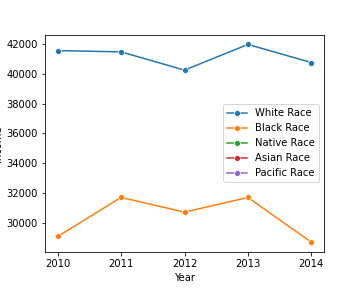 42000
40000
38000
36000
34000
32000
30000
White Race
Black Race
Native Race
Asian Race
Pacific Race
2010 2011 2012 2013 2014
Year